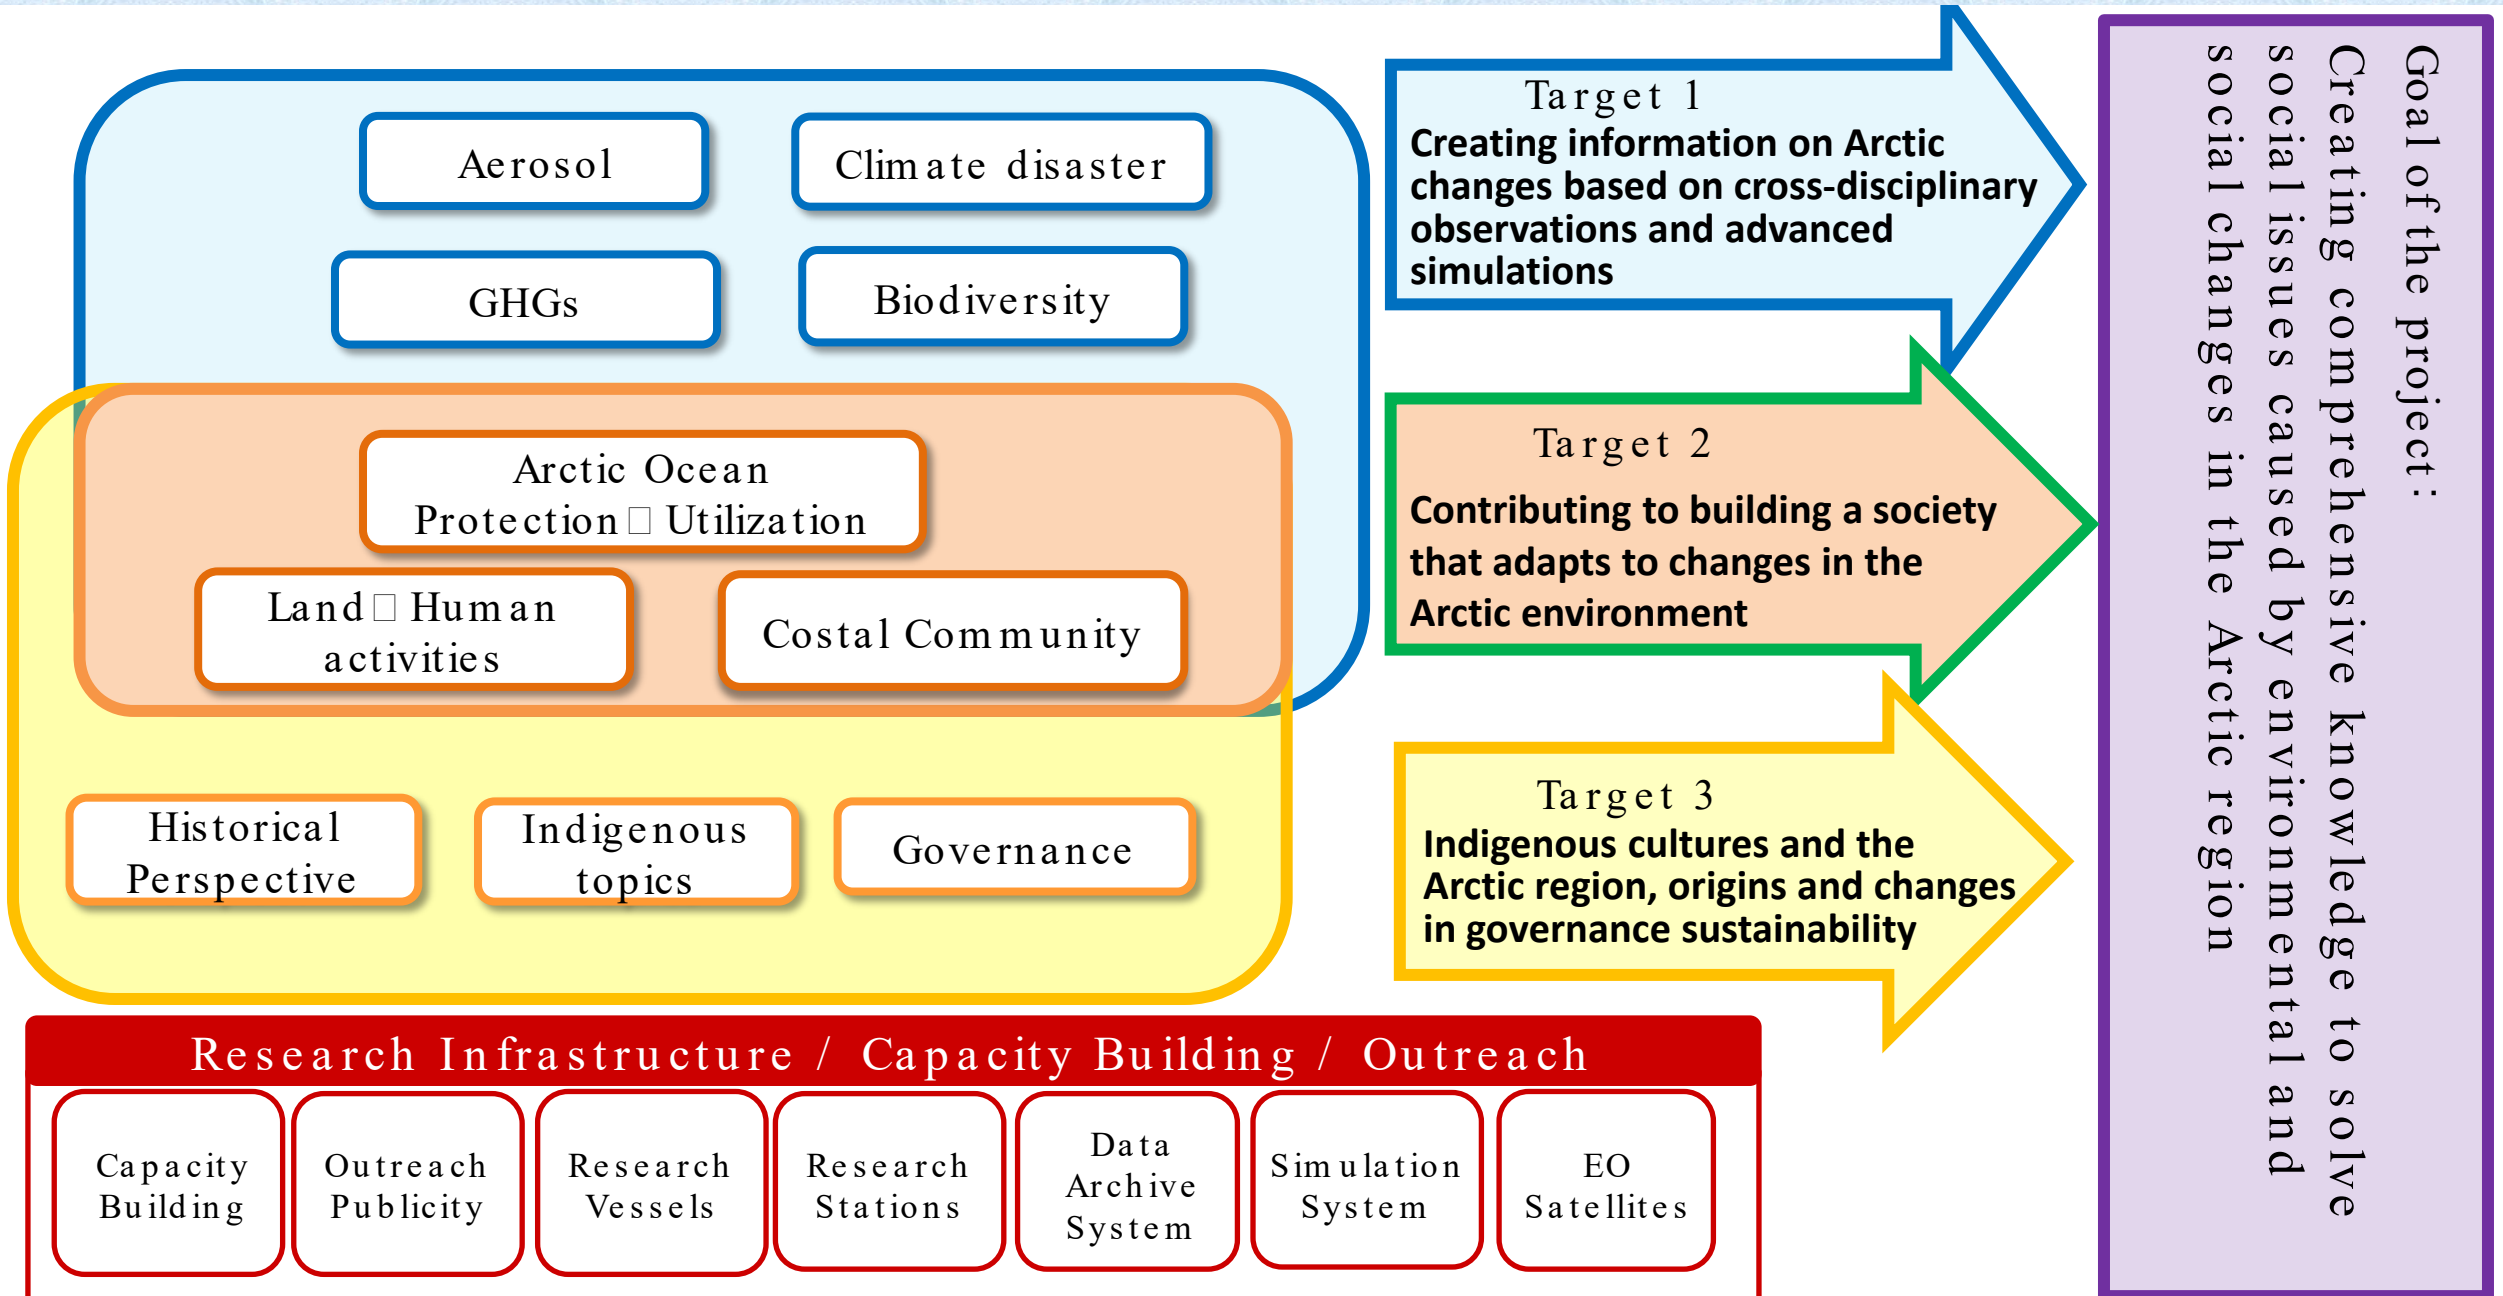 Aerosol
Climate disaster
GHGs
Biodiversity
Arctic Ocean
Protection□Utilization
Land□Human
activities
Costal Community
Historical
Perspective
Indigenous
topics
Governance
Target 1
Creating information on Arctic
changes based on cross-disciplinary
observations and advanced
simulations
Target 2
Contributing to building a society
that adapts to changes in the
Arctic environment
Target 3
Indigenous cultures and the
Arctic region, origins and changes
in governance sustainability
Goal of the project:
Creating comprehensive knowledge to solve
social issues caused by environmental and
social changes in the Arctic region
Research Infrastructure / Capacity Building / Outreach
Capacity
Building
Outreach
Publicity
Research
Vessels
Research
Stations
Data
Archive
System
Simulation
System
EO
Satellites